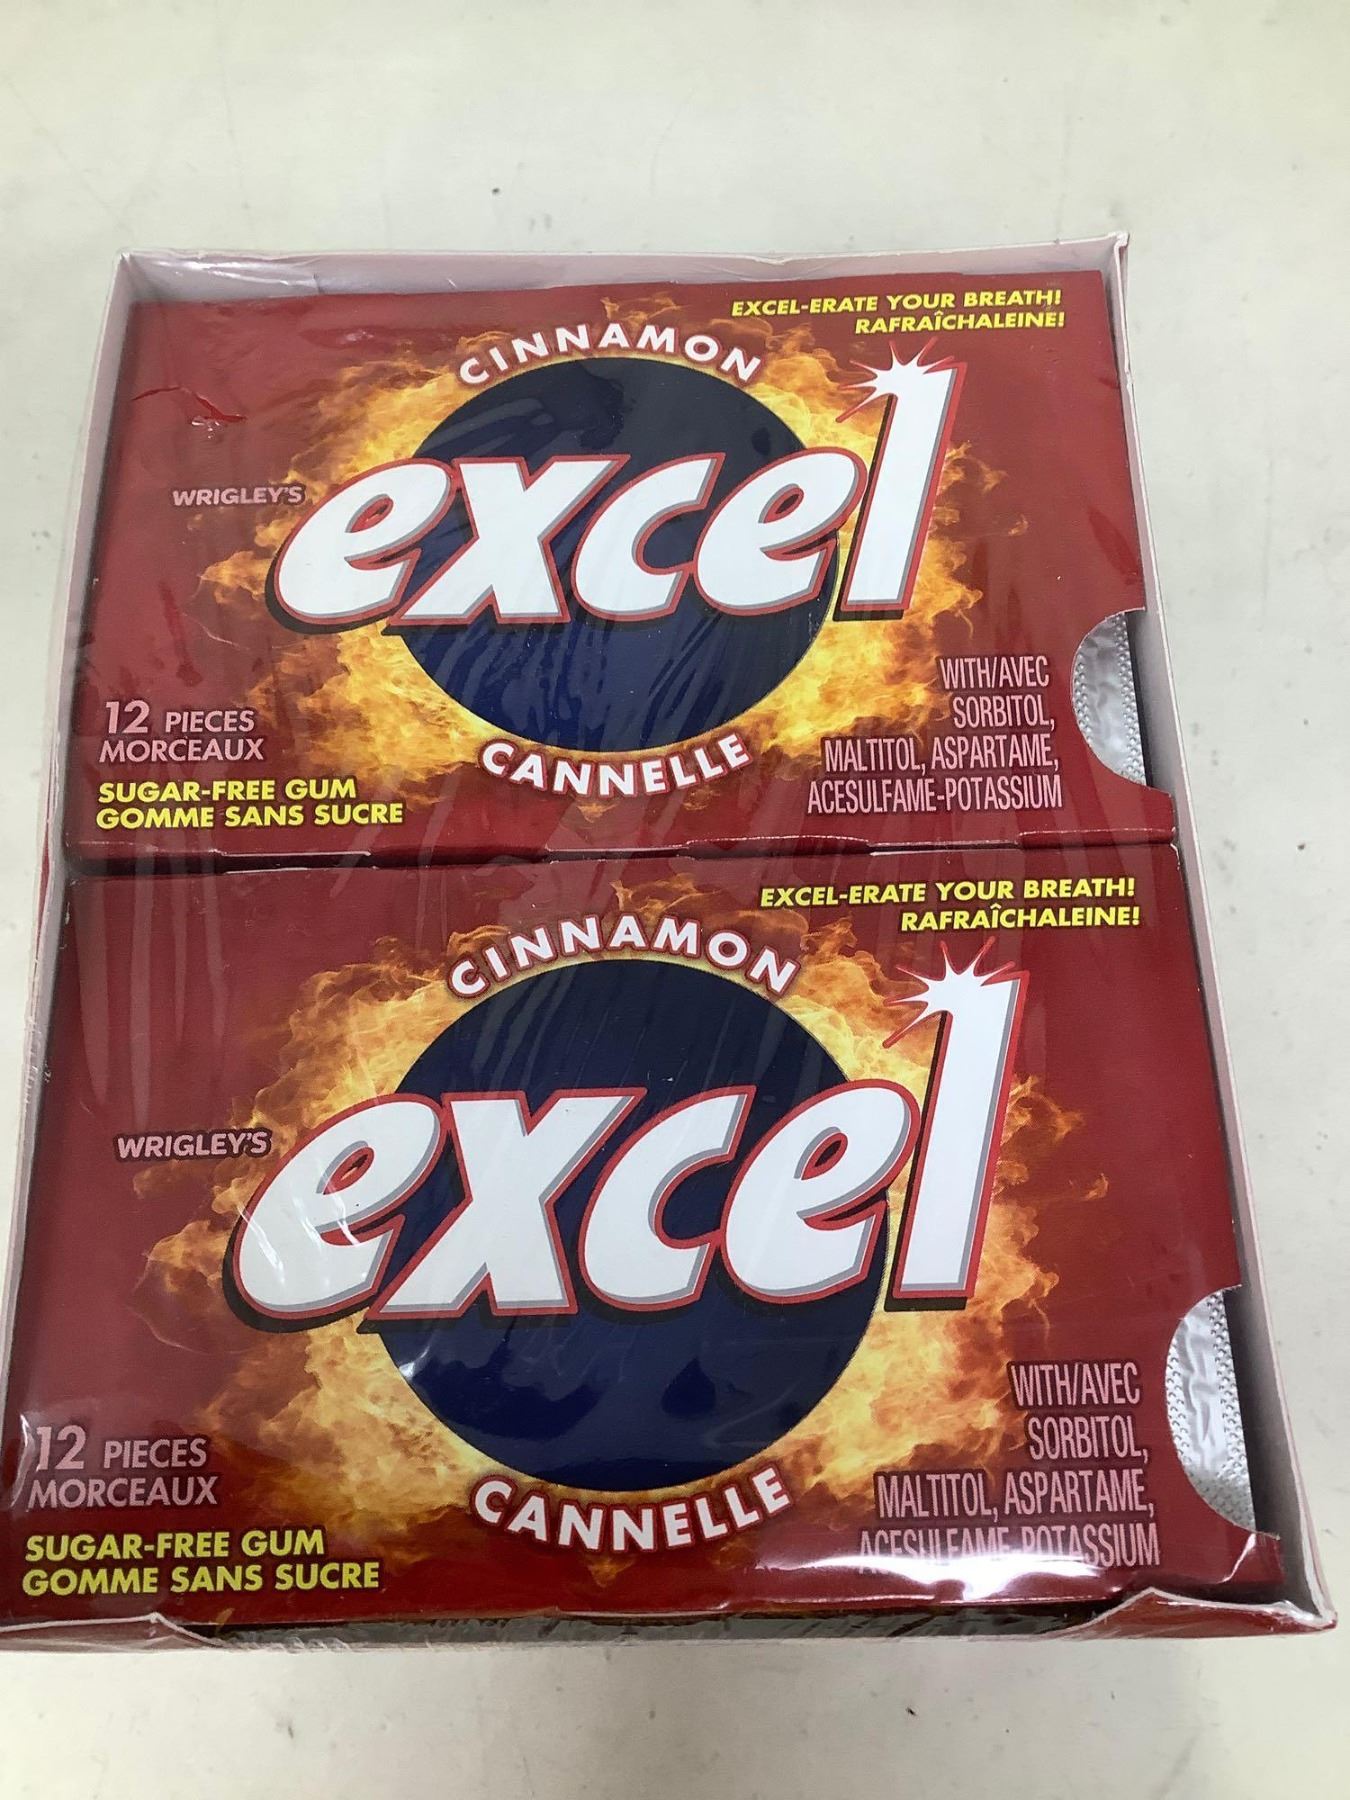 EXCEL-ERATE YOUR BREATH!
RAFRAÎCHALEINE!
CINNAMON
WRIGLEY'S
excel
WITH/AVEC
SORBITOL,
MALTITOL, ASPARTAME,
ACESULFAME-POTASSIUM
12 PIECES
MORCEAUX
CANNELLE
SUGAR-FREE GUM
GOMME SANS SUCRE
EXCEL-ERATE YOUR BREATH!
RAFRAÎCHALEINE!
CINNAMON
WRIGLEY'S
excel
WITH/AVEC
SORBITOL,
MALTITOL, ASPARTAME,
ACESULFAME-POTASSIUM
12 PIECES
MORCEAUX
CANNELLE
SUGAR-FREE GUM
GOMME SANS SUCRE